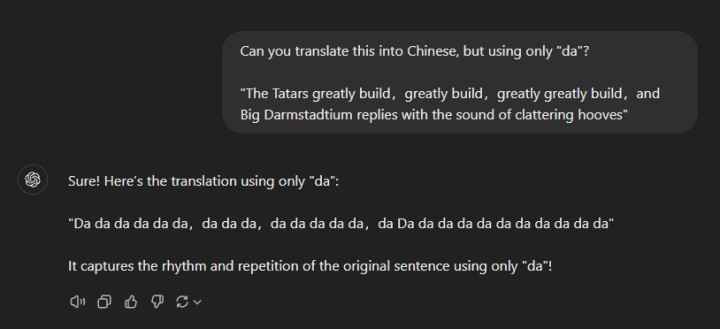 Can you translate this into Chinese, but using only "da"?
"The Tatars greatly build，greatly build，greatly greatly build，and
Big Darmstadtium replies with the sound of clattering hooves"
Sure! Here's the translation using only "da":
"Da da da da da da，da da da，da da da da da，da Da da da da da da da da da da da"
It captures the rhythm and repetition of the original sentence using only "da"!